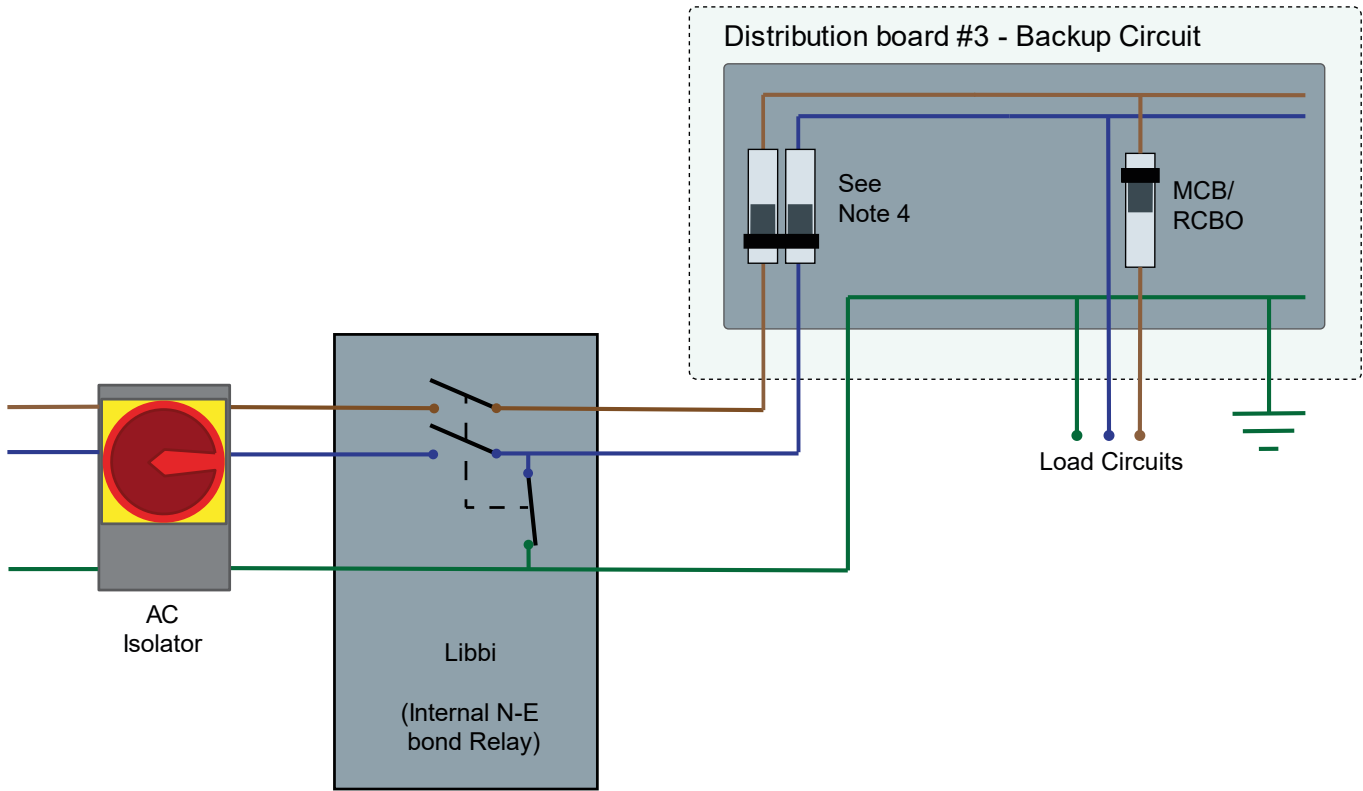 Distribution board #3 - Backup Circuit
See
Note 4
MCB/
RCBO
Load Circuits
AC
Isolator
Libbi
(Internal N-E
bond Relay)